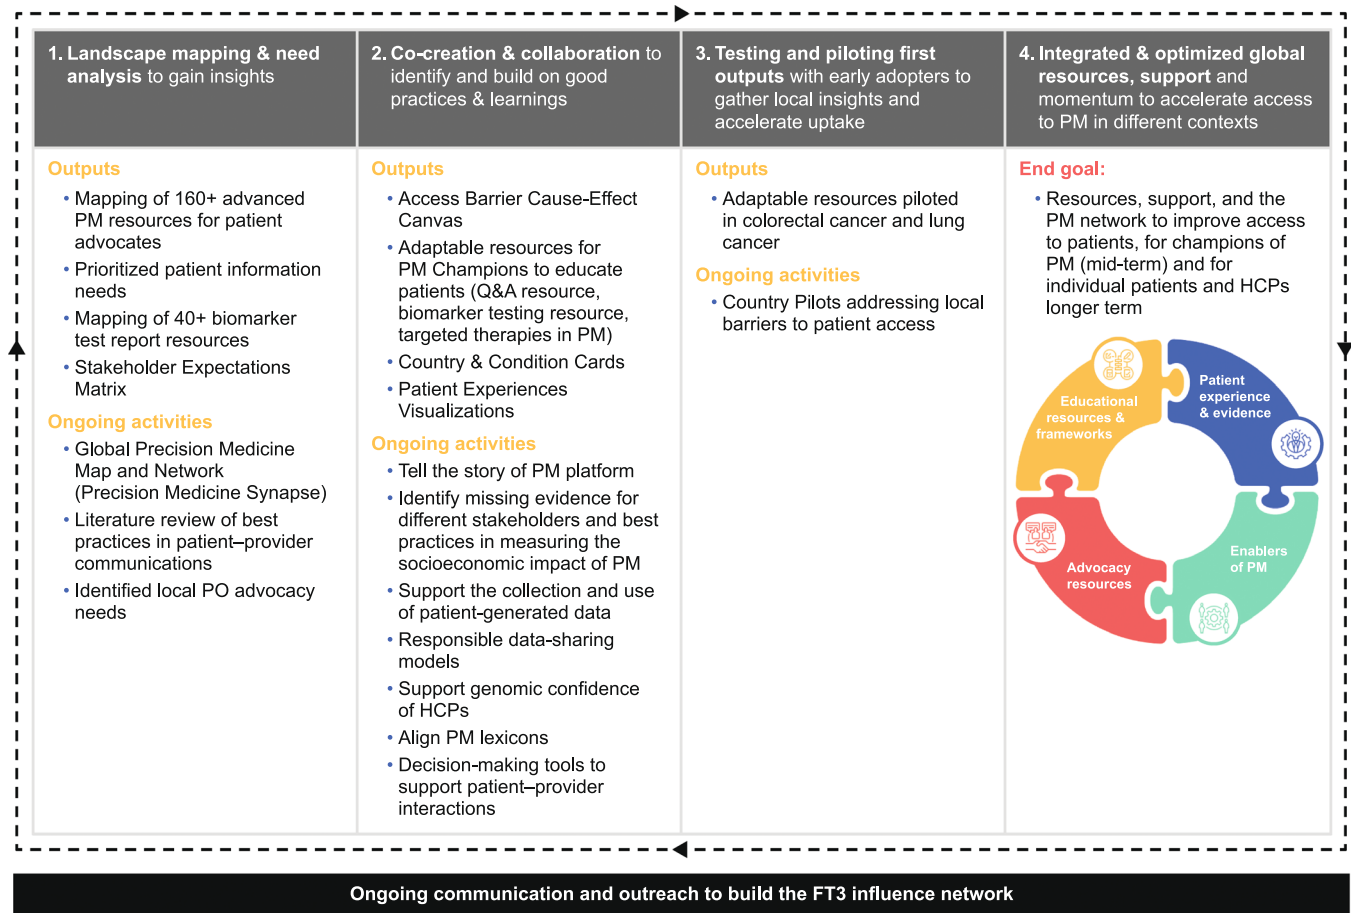 1. Landscape mapping & need
analysis to gain insights
Outputs
• Mapping of 160+ advanced
PM resources for patient
advocates
• Prioritized patient information
needs
• Mapping of 40+ biomarker
test report resources
• Stakeholder Expectations
Matrix
Ongoing activities
• Global Precision Medicine
Map and Network
(Precision Medicine Synapse)
• Literature review of best
practices in patient–provider
communications
• Identified local PO advocacy
needs
2. Co-creation & collaboration to
identify and build on good
practices & learnings
Outputs
• Access Barrier Cause-Effect
Canvas
• Adaptable resources for
PM Champions to educate
patients (Q&A resource,
biomarker testing resource,
targeted therapies in PM)
• Country & Condition Cards
• Patient Experiences
Visualizations
Ongoing activities
• Tell the story of PM platform
• Identify missing evidence for
different stakeholders and best
practices in measuring the
socioeconomic impact of PM
• Support the collection and use
of patient-generated data
• Responsible data-sharing
models
• Support genomic confidence
of HCPs
• Align PM lexicons
• Decision-making tools to
support patient–provider
interactions
3. Testing and piloting first
outputs with early adopters to
gather local insights and
accelerate uptake
Outputs
• Adaptable resources piloted
in colorectal cancer and lung
cancer
Ongoing activities
• Country Pilots addressing local
barriers to patient access
4. Integrated & optimized global
resources, support and
momentum to accelerate access
to PM in different contexts
End goal:
• Resources, support, and the
PM network to improve access
to patients, for champions of
PM (mid-term) and for
individual patients and HCPs
longer term
Educational
resources &
frameworks
Patient
experience
& evidence
Advocacy
resources
Enablers
of PM
Ongoing communication and outreach to build the FT3 influence network